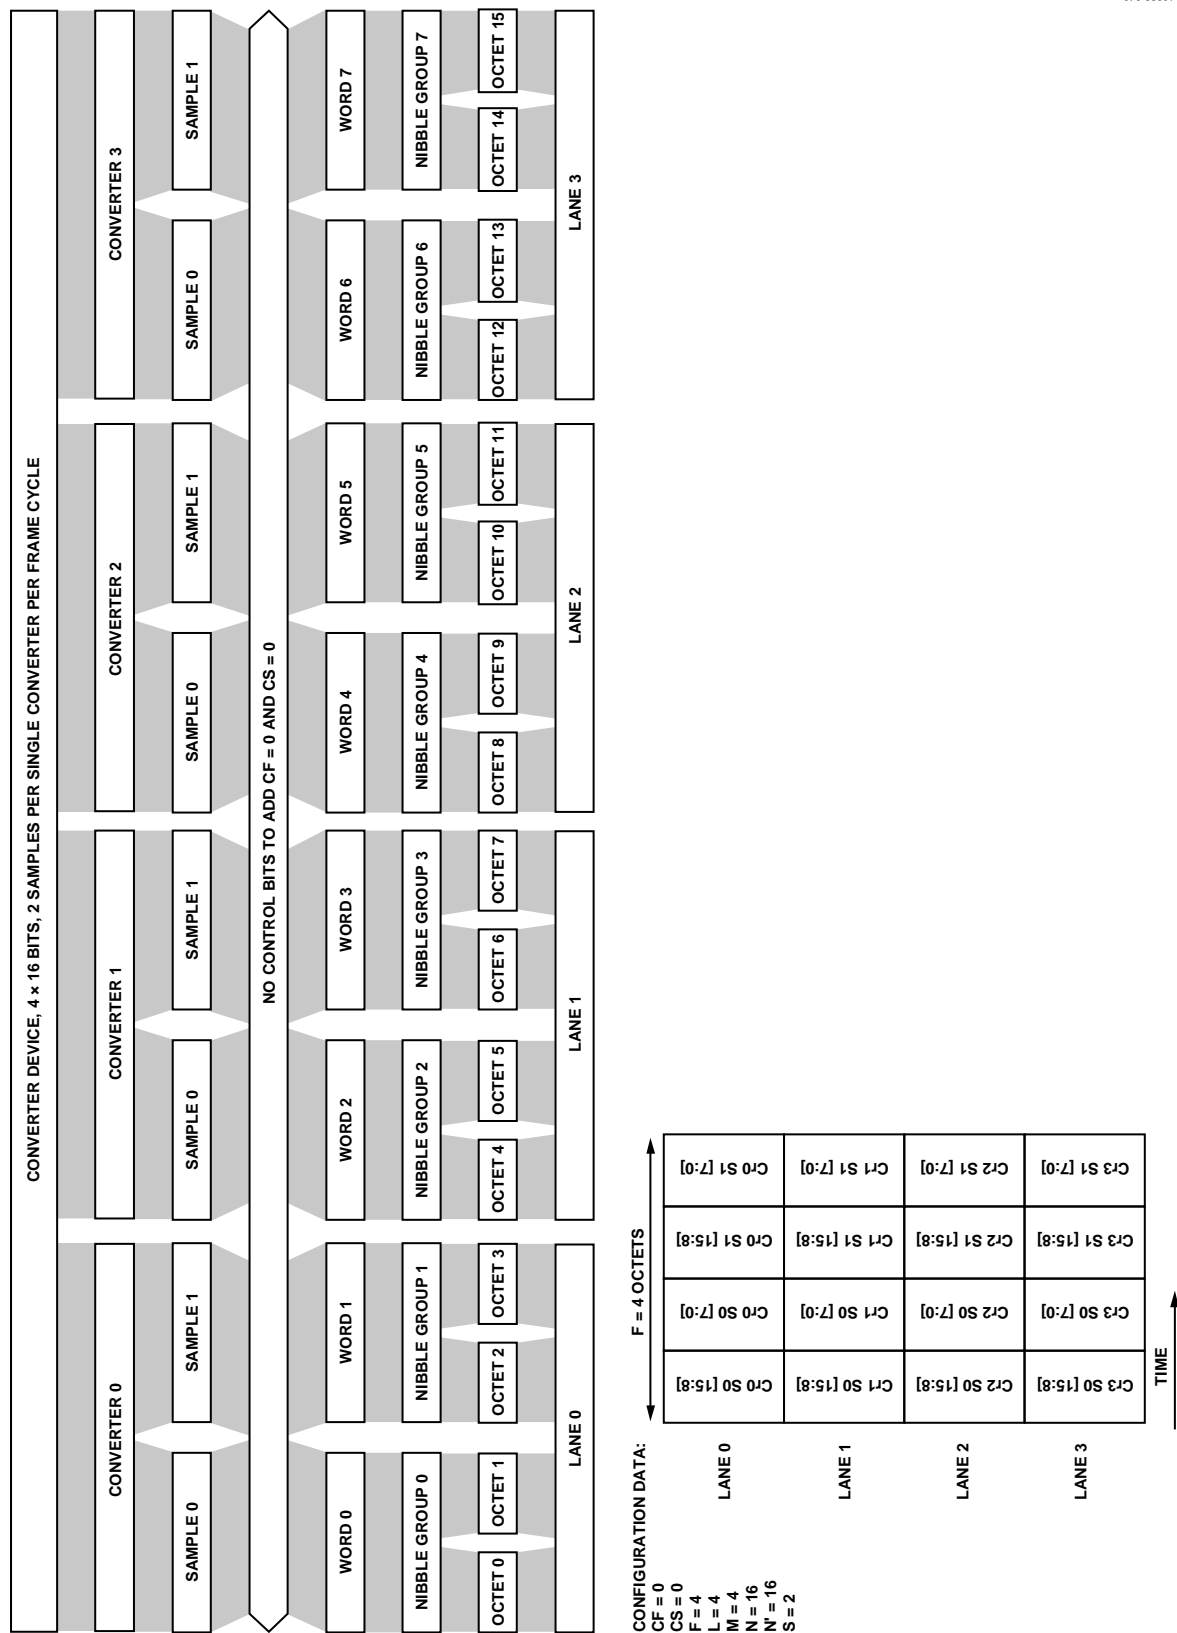 CONVERTER DEVICE, 4 × 16 BITS, 2 SAMPLES PER SINGLE CONVERTER PER FRAME CYCLE
CONVERTER 0
CONVERTER 1
CONVERTER 2
CONVERTER 3
SAMPLE 0
SAMPLE 1
SAMPLE 0
SAMPLE 1
SAMPLE 0
SAMPLE 1
SAMPLE 0
SAMPLE 1
NO CONTROL BITS TO ADD CF = 0 AND CS = 0
WORD 0
WORD 1
WORD 2
WORD 3
WORD 4
WORD 5
WORD 6
WORD 7
NIBBLE GROUP 0
NIBBLE GROUP 1
NIBBLE GROUP 2
NIBBLE GROUP 3
NIBBLE GROUP 4
NIBBLE GROUP 5
NIBBLE GROUP 6
NIBBLE GROUP 7
OCTET 0
OCTET 1
OCTET 2
OCTET 3
OCTET 4
OCTET 5
OCTET 6
OCTET 7
OCTET 8
OCTET 9
OCTET 10
OCTET 11
OCTET 12
OCTET 13
OCTET 14
OCTET 15
LANE 0
LANE 1
LANE 2
LANE 3
CONFIGURATION DATA:
CF = 0
CS = 0
F = 4
L = 4
M = 4
N = 16
N' = 16
S = 2
F = 4 OCTETS
LANE 0
Cr0 S0 [15:8]
Cr0 S0 [7:0]
Cr0 S1 [15:8]
Cr0 S1 [7:0]
LANE 1
Cr1 S0 [15:8]
Cr1 S0 [7:0]
Cr1 S1 [15:8]
Cr1 S1 [7:0]
LANE 2
Cr2 S0 [15:8]
Cr2 S0 [7:0]
Cr2 S1 [15:8]
Cr2 S1 [7:0]
LANE 3
Cr3 S0 [15:8]
Cr3 S0 [7:0]
Cr3 S1 [15:8]
Cr3 S1 [7:0]
TIME